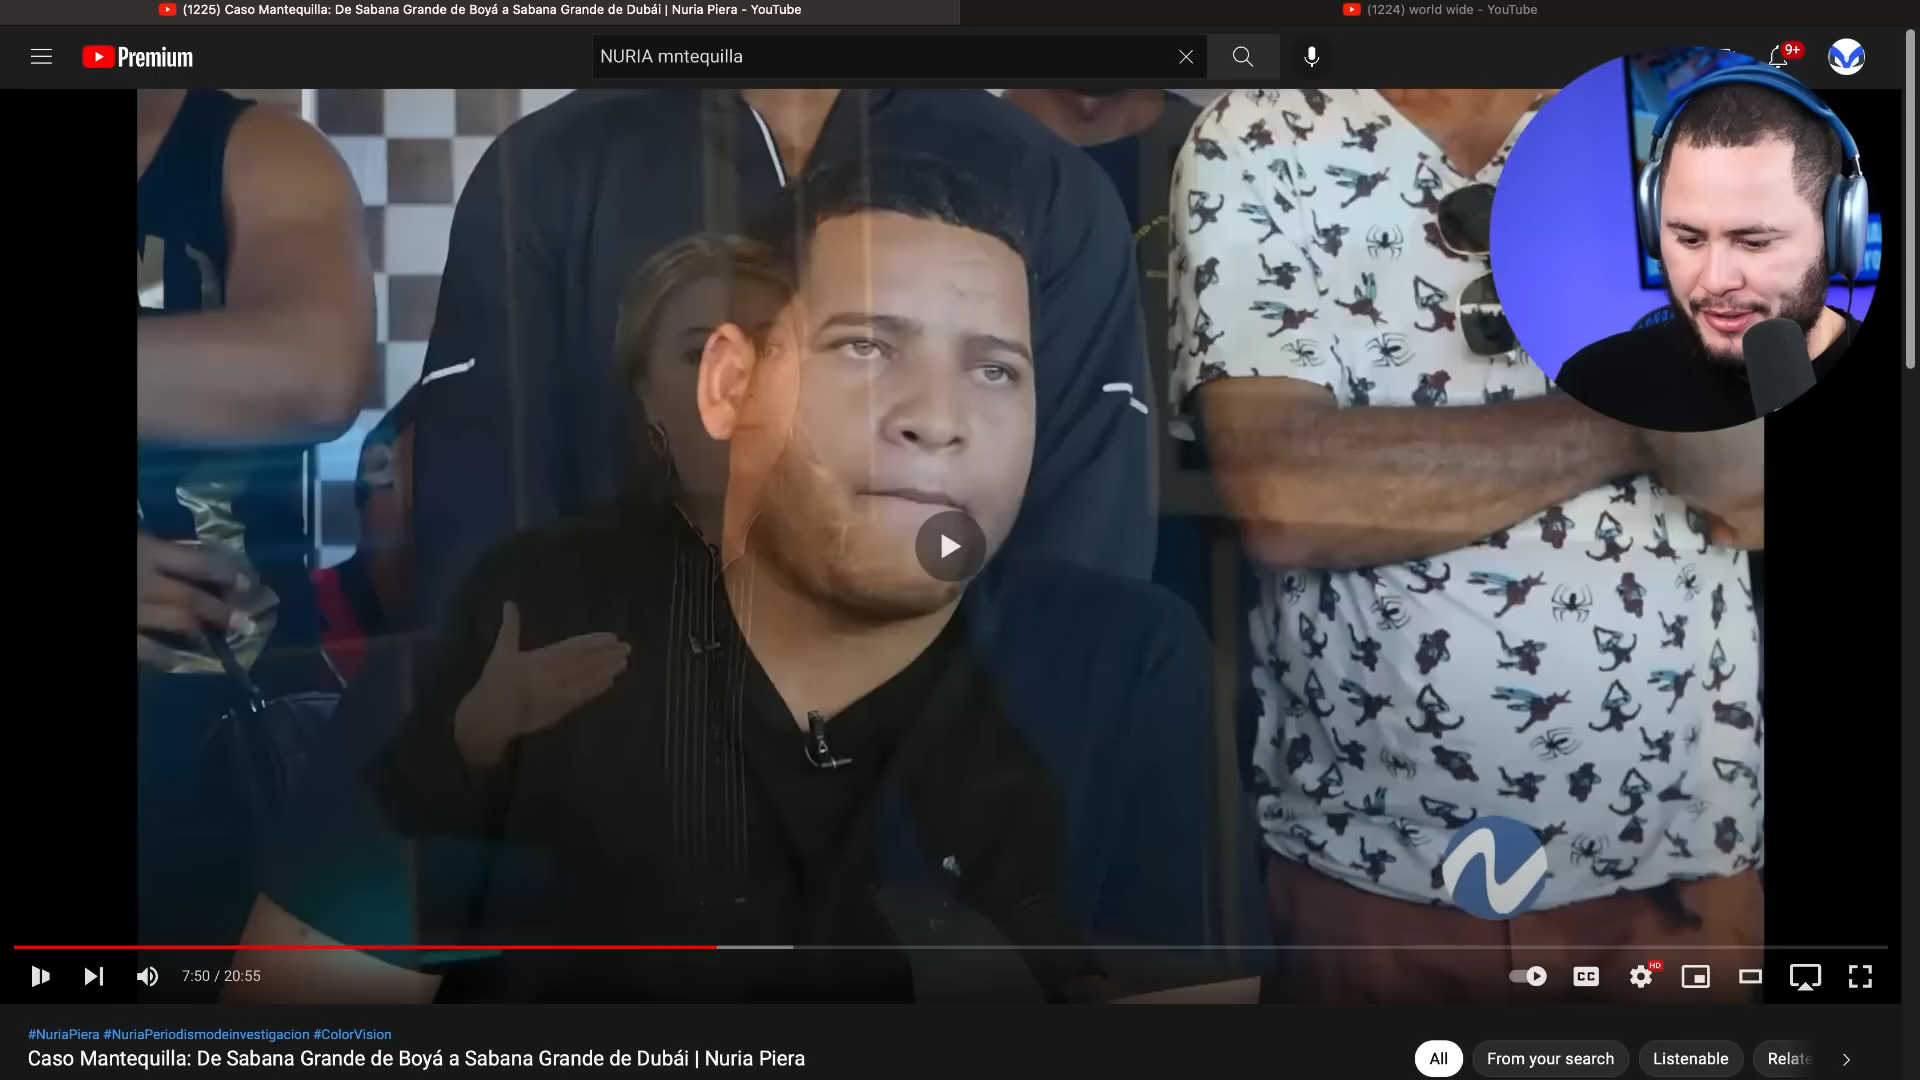 (1225) Caso Mantequilla: De Sabana Grande de Boyá a Sabana Grande de Dubái | Nuria Piera - YouTube
(1224) world wide - YouTube
Premium
NURIA mntequilla
9+
7:50 / 20:55
CC
HD
#NuriaPiera #NuriaPeriodismodeinvestigacion #ColorVision
Caso Mantequilla: De Sabana Grande de Boyá a Sabana Grande de Dubái | Nuria Piera
All
From your search
Listenable
Relate